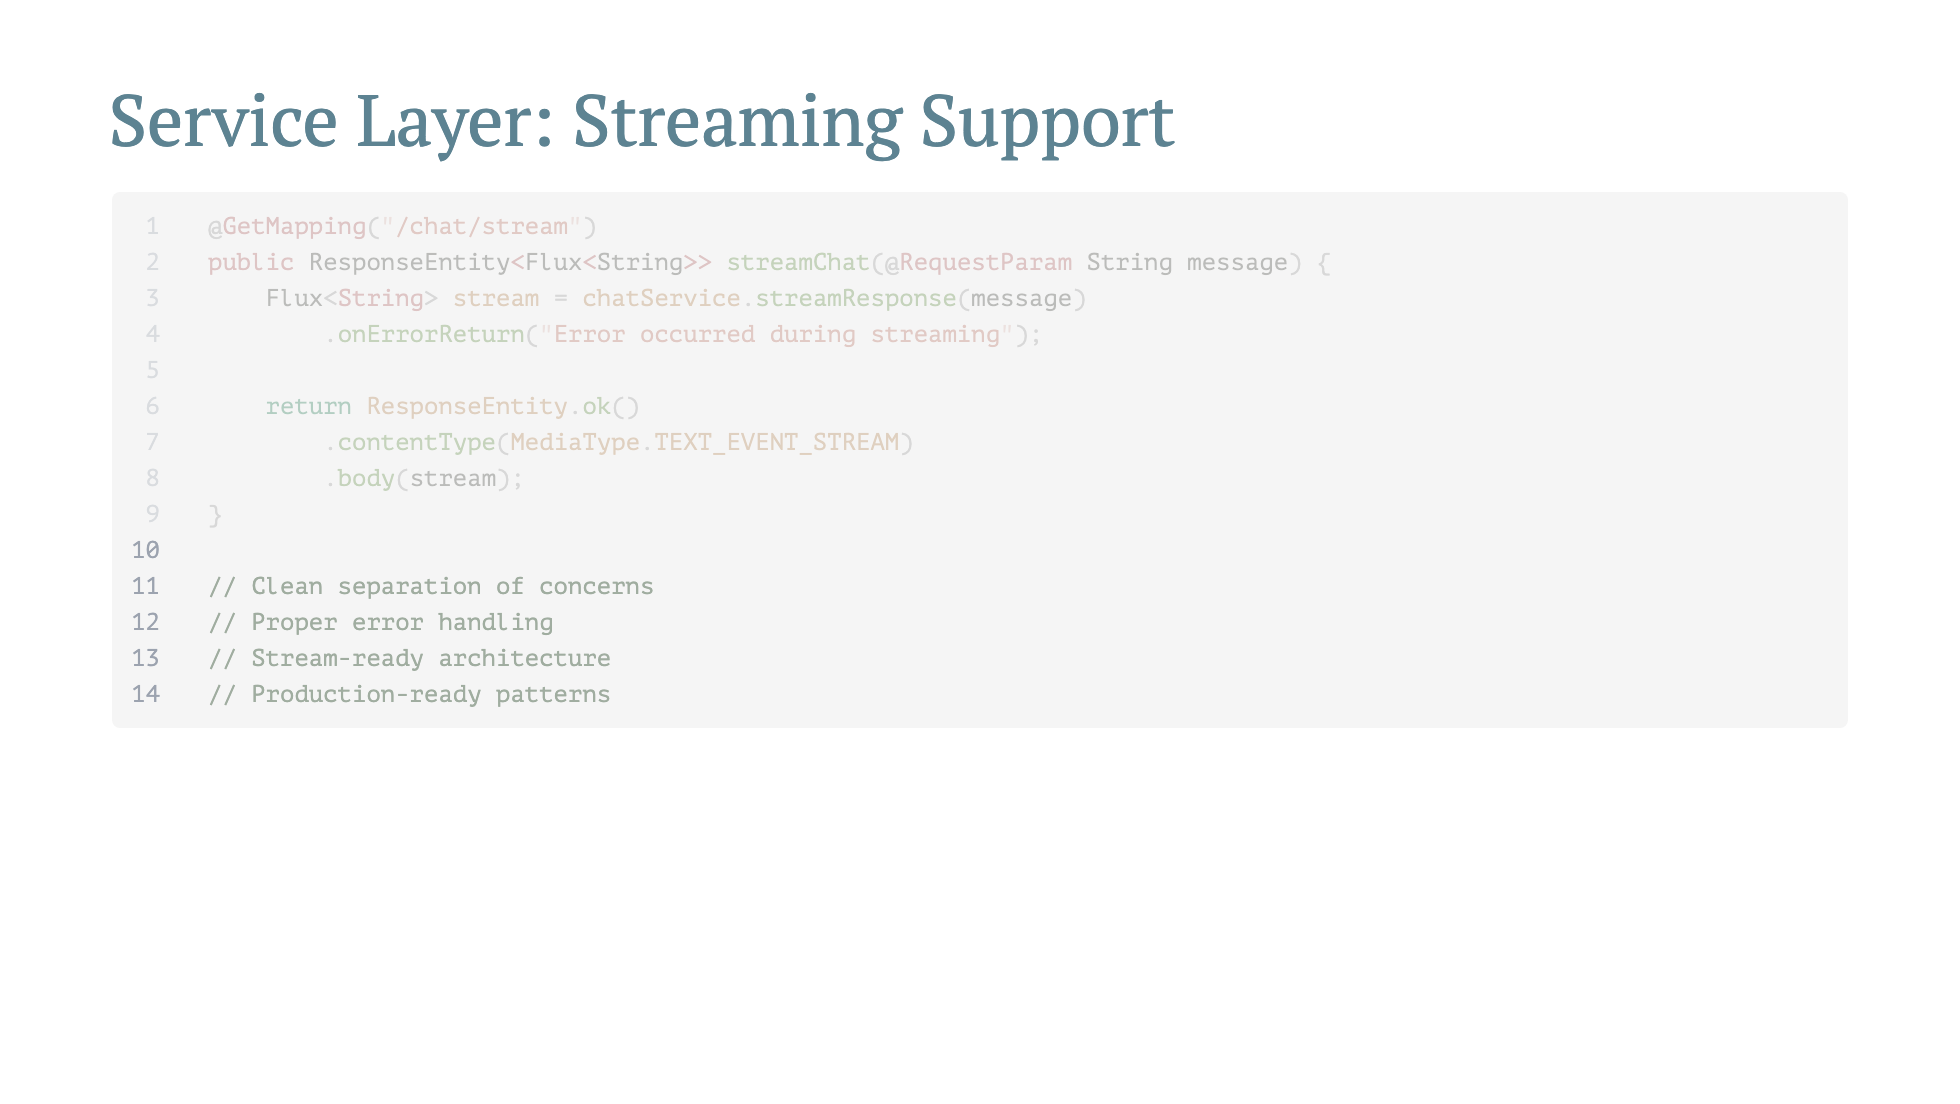 Service Layer: Streaming Support
1 @GetMapping("/chat/stream")
2 public ResponseEntity<Flux<String>> streamChat(@RequestParam String message) {
3     Flux<String> stream = chatService.streamResponse(message)
4         .onErrorReturn("Error occurred during streaming");
5
6     return ResponseEntity.ok()
7         .contentType(MediaType.TEXT_EVENT_STREAM)
8         .body(stream);
9 }
10
11 // Clean separation of concerns
12 // Proper error handling
13 // Stream-ready architecture
14 // Production-ready patterns